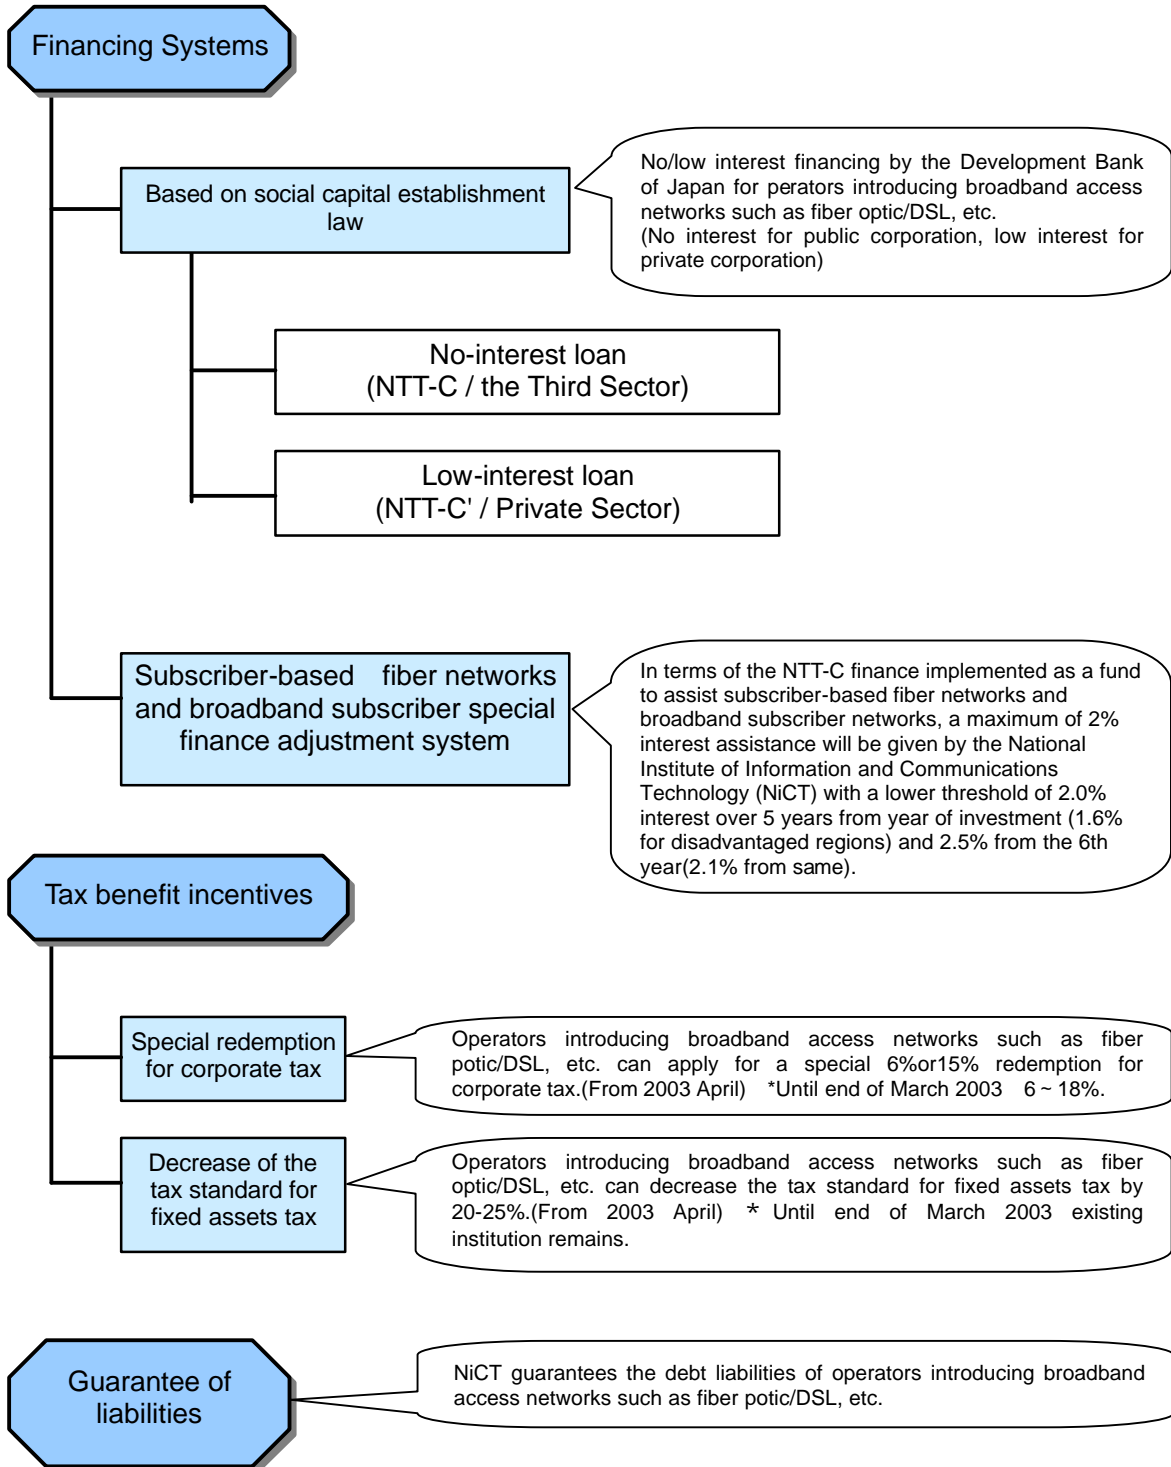 Financing Systems
Based on social capital establishment
law
No/low interest financing by the Development Bank
of Japan for perators introducing broadband access
networks such as fiber optic/DSL, etc.
(No interest for public corporation, low interest for
private corporation)
No-interest loan
(NTT-C / the Third Sector)
Low-interest loan
(NTT-C' / Private Sector)
Subscriber-based fiber networks
and broadband subscriber special
finance adjustment system
In terms of the NTT-C finance implemented as a fund
to assist subscriber-based fiber networks and
broadband subscriber networks, a maximum of 2%
interest assistance will be given by the National
Institute of Information and Communications
Technology (NiCT) with a lower threshold of 2.0%
interest over 5 years from year of investment (1.6%
for disadvantaged regions) and 2.5% from the 6th
year(2.1% from same).
Tax benefit incentives
Special redemption
for corporate tax
Operators introducing broadband access networks such as fiber
potic/DSL, etc. can apply for a special 6%or15% redemption for
corporate tax.(From 2003 April) *Until end of March 2003 6 ~ 18%.
Decrease of the
tax standard for
fixed assets tax
Operators introducing broadband access networks such as fiber
optic/DSL, etc. can decrease the tax standard for fixed assets tax by
20-25%.(From 2003 April) * Until end of March 2003 existing
institution remains.
Guarantee of
liabilities
NiCT guarantees the debt liabilities of operators introducing broadband
access networks such as fiber potic/DSL, etc.